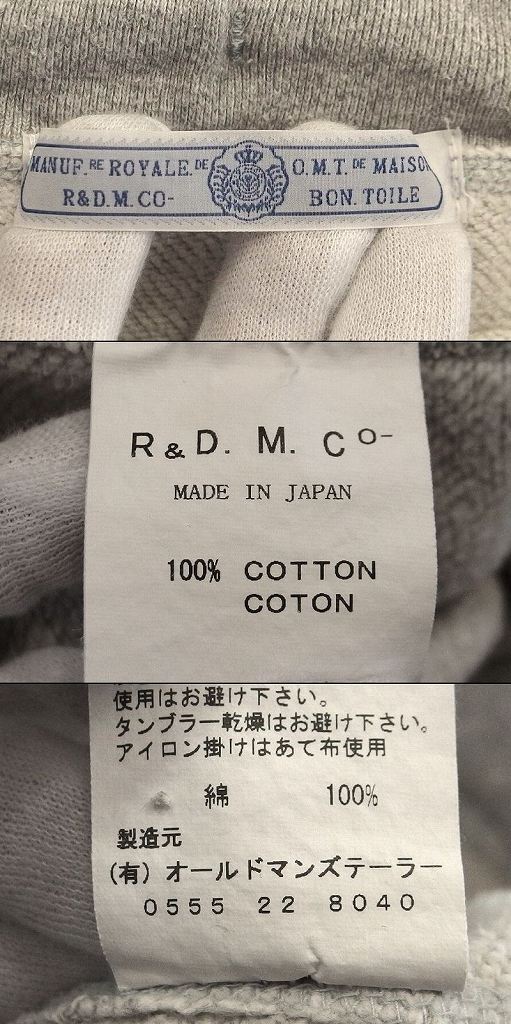 MANUF.RE ROYALE.DE O.M.T.DE MAISON
R&D.M.CO- BON.TOILE
R & D. M. Co-
MADE IN JAPAN
100% COTTON
COTON
使用はお避け下さい。
タンブラー乾燥はお避け下さい。
アイロン掛けはあて布使用
綿 100%
製造元
(有) オールドマンズテーラー
0555 22 8040